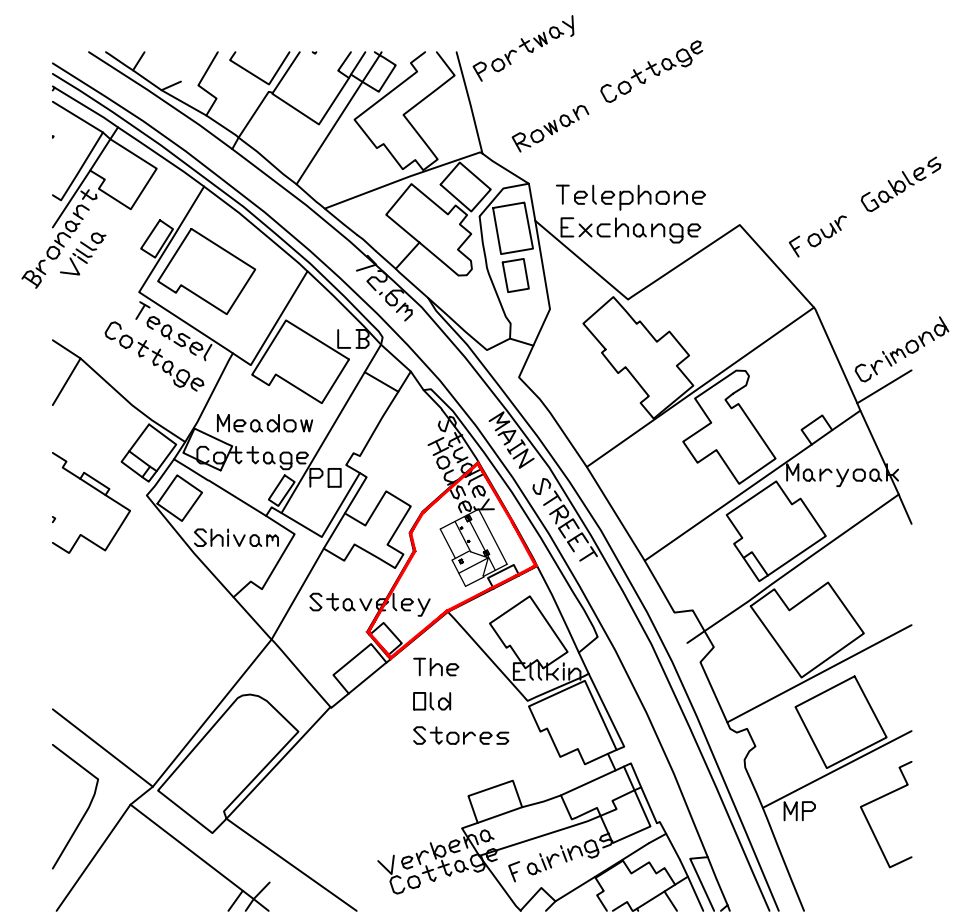 Portway
Rowan Cottage
Telephone
Exchange
Four Gables
Bronant
Villa
72.6m
Teasel
Cottage
LB
Crimond
Meadow
Cottage
MAIN STREET
Studley
House
PO
Maryoak
Shivam
Staveley
The
Old
Stores
Ellkin
MP
Verbena
Cottage
Fairings